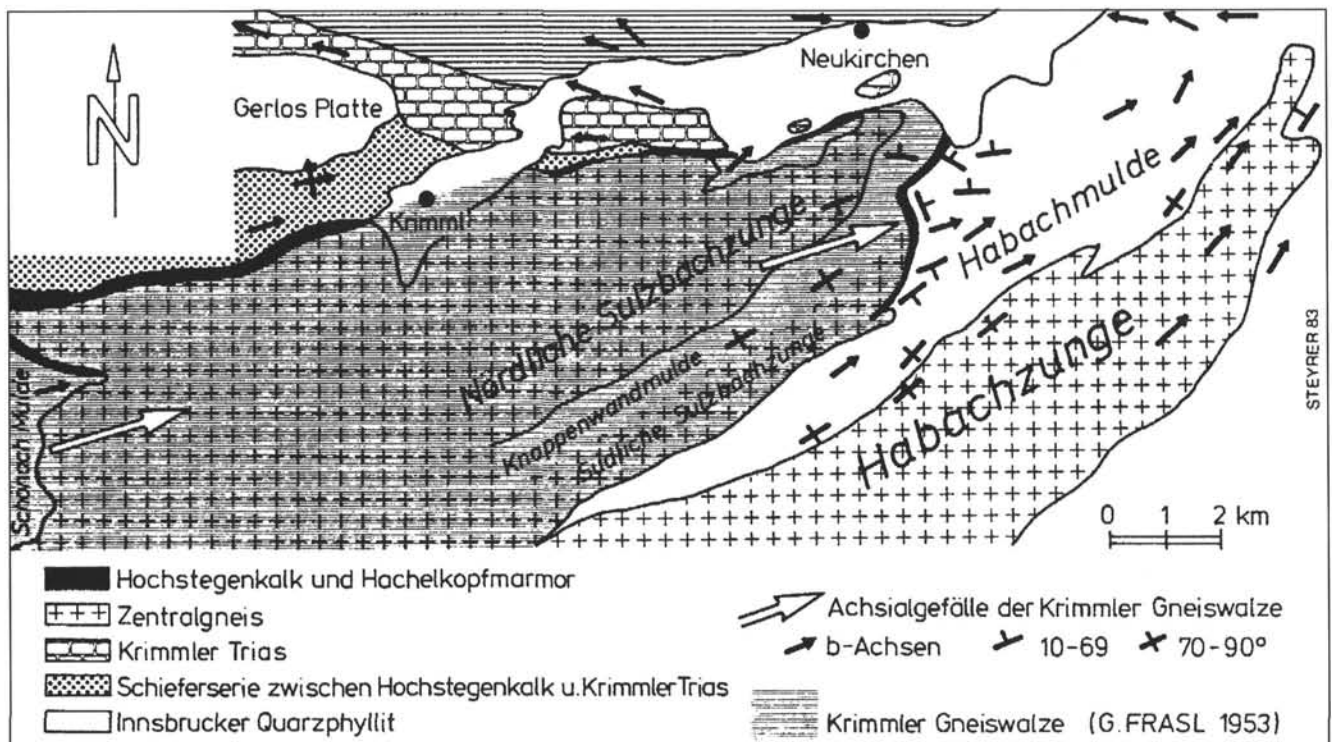 N
Gerlos Platte
Neukirchen
Krimml
Habachmulde
Nördliche Sulzbachzunge
Knappenwandmulde
Südliche Sulzbachzunge
Habachzunge
Schönach Mulde
STEYRER 83
0 1 2 km
Hochstegenkalk und Hachelkopfmarmor
Zentralgneis
Krimmler Trias
Schieferserie zwischen Hochstegenkalk u. Krimmler Trias
Innsbrucker Quarzphyllit
Achsialgefälle der Krimmler Gneiswalze
b-Achsen 10-69 70-90°
Krimmler Gneiswalze (G. FRASL 1953)